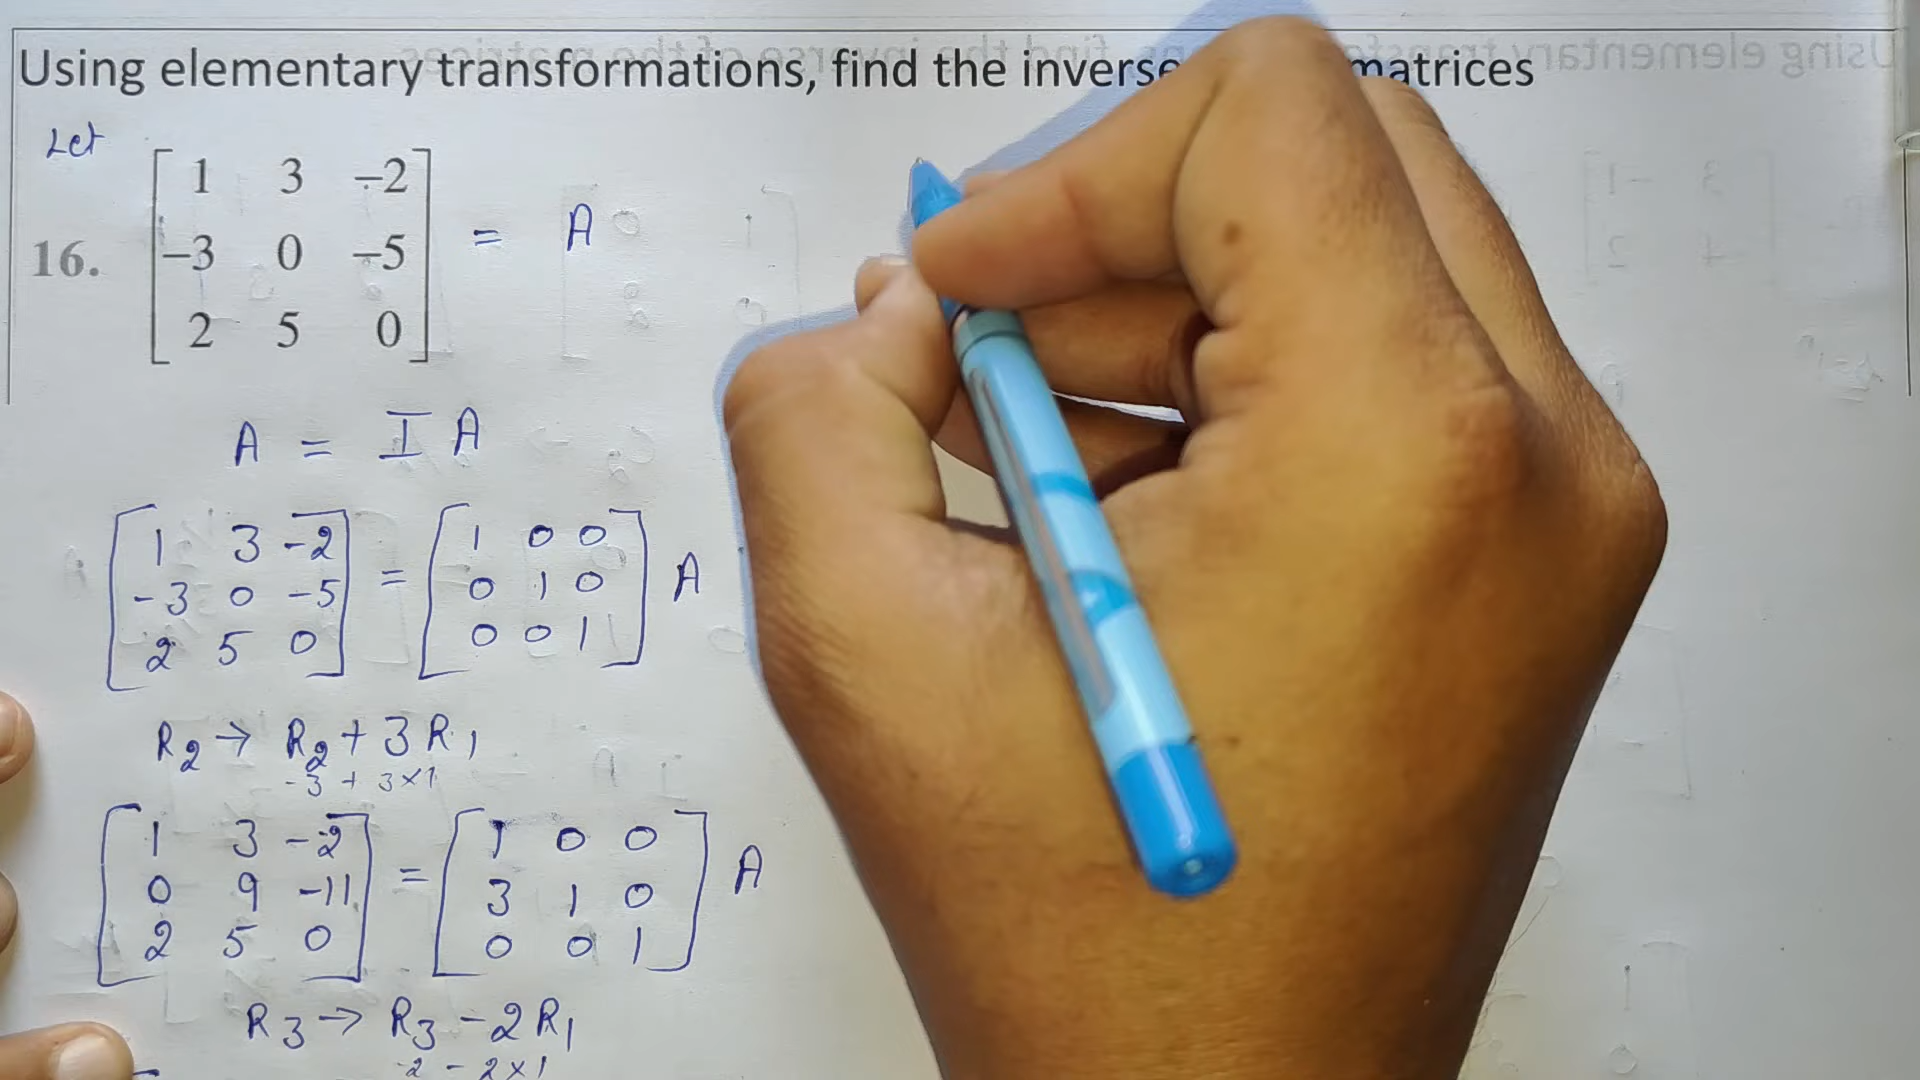 Using elementary transformations, find the inverse matrices
Let
16. [ 1 3 -2
-3 0 -5
2 5 0 ] = A
A = I A
[ 1 3 -2
-3 0 -5
2 5 0 ] = [ 1 0 0
0 1 0
0 0 1 ] A
R2 → R2 + 3R1
-3 + 3×1
[ 1 3 -2
0 9 -11
2 5 0 ] = [ 1 0 0
3 1 0
0 0 1 ] A
R3 → R3 - 2R1
2 - 2×1